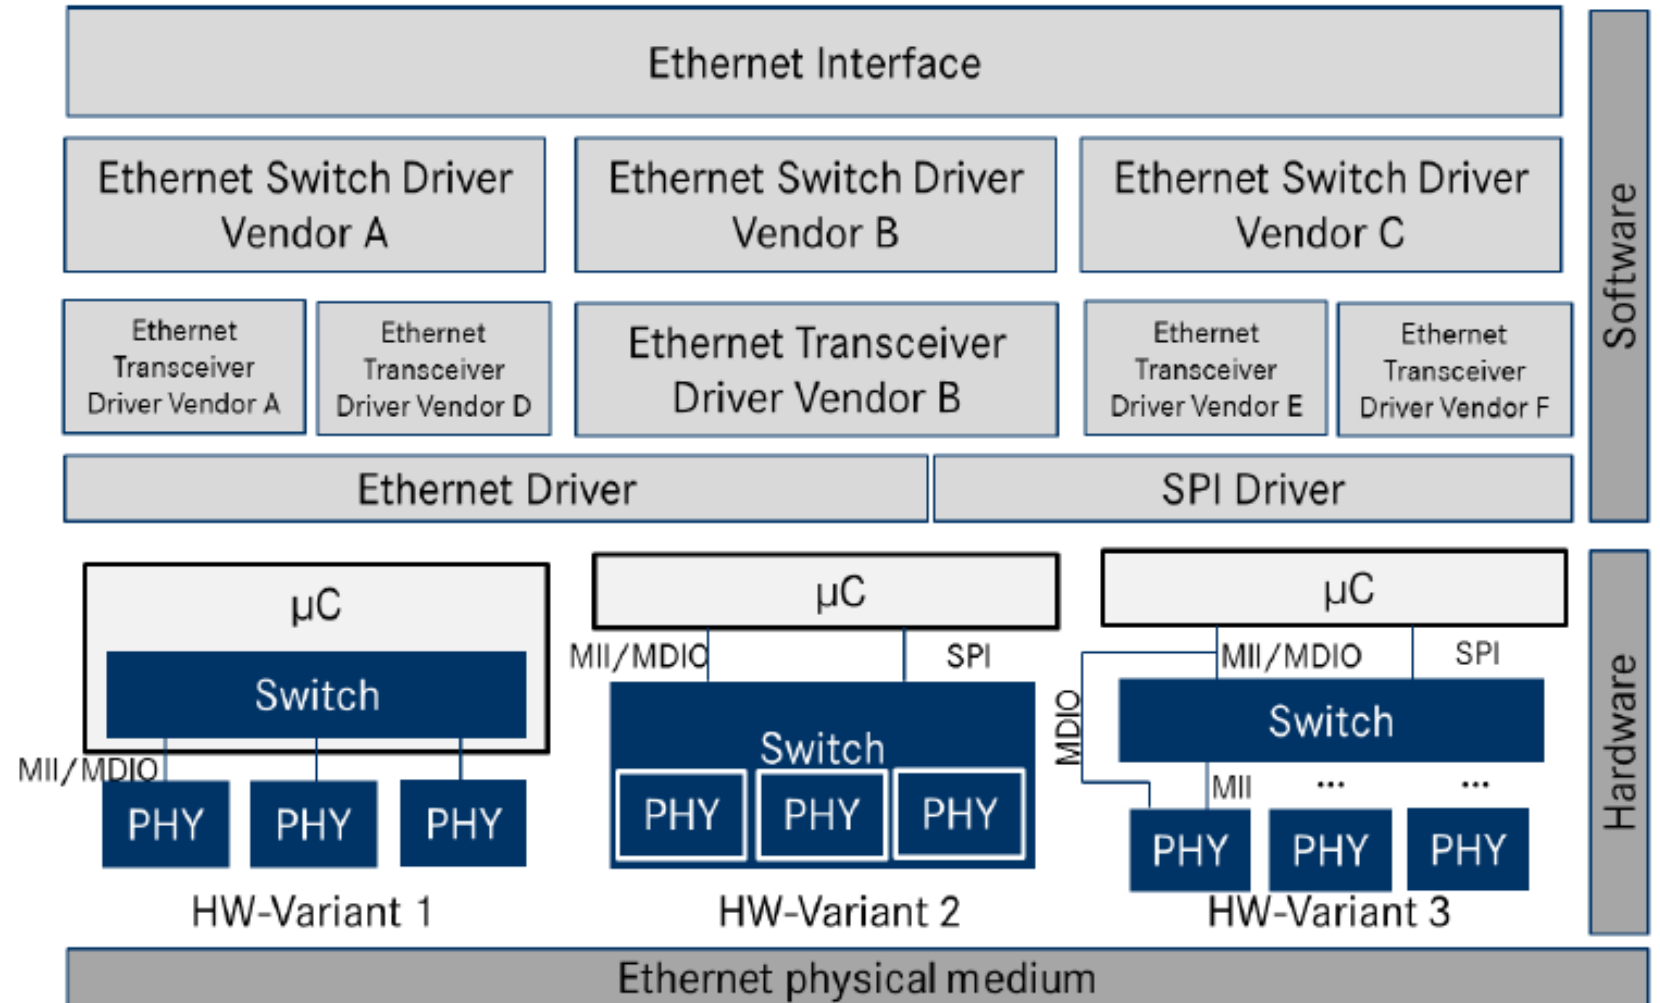 Ethernet Interface
Ethernet Switch Driver
Vendor A
Ethernet Switch Driver
Vendor B
Ethernet Switch Driver
Vendor C
Ethernet
Transceiver
Driver Vendor A
Ethernet
Transceiver
Driver Vendor D
Ethernet Transceiver
Driver Vendor B
Ethernet
Transceiver
Driver Vendor E
Ethernet
Transceiver
Driver Vendor F
Ethernet Driver
SPI Driver
Software
µC
Switch
MII/MDIO
PHY
PHY
PHY
HW-Variant 1
µC
MII/MDIO
SPI
Switch
PHY
PHY
PHY
HW-Variant 2
µC
MII/MDIO
SPI
MDIO
Switch
MII
...
...
PHY
PHY
PHY
HW-Variant 3
Hardware
Ethernet physical medium